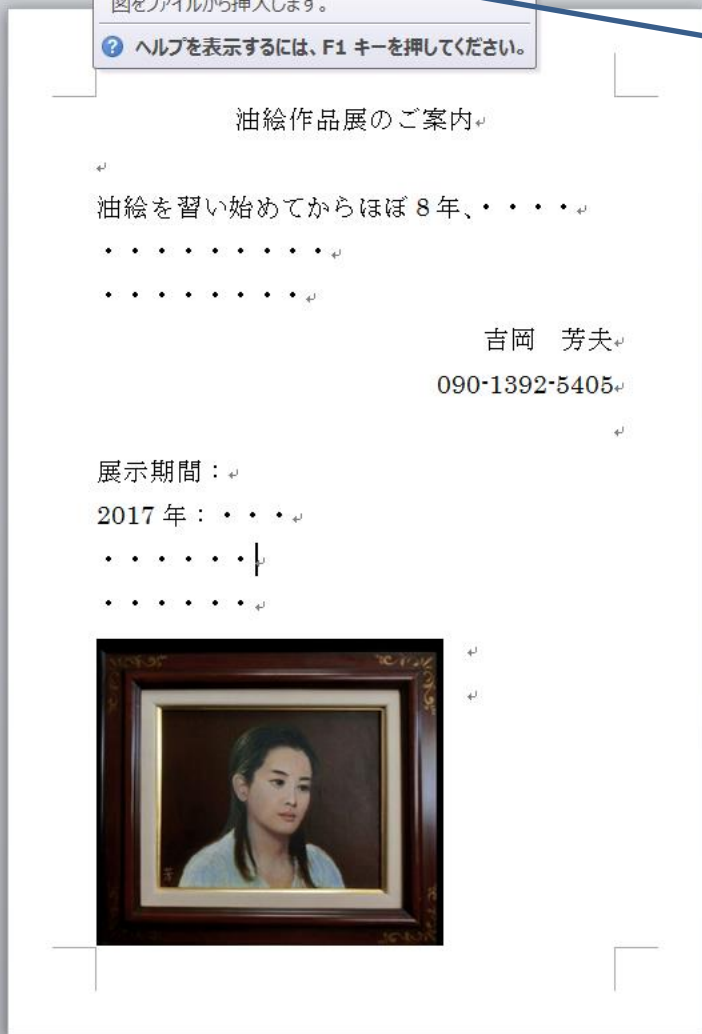 図をファイルから挿入します。
ヘルプを表示するには、F1 キーを押してください。
油絵作品展のご案内
油絵を習い始めてからほぼ 8 年、・・・・
・・・・・・・・・
・・・・・・・・
吉岡　芳夫
090-1392-5405
展示期間：
2017 年：・・・
・・・・・・
・・・・・・
芳